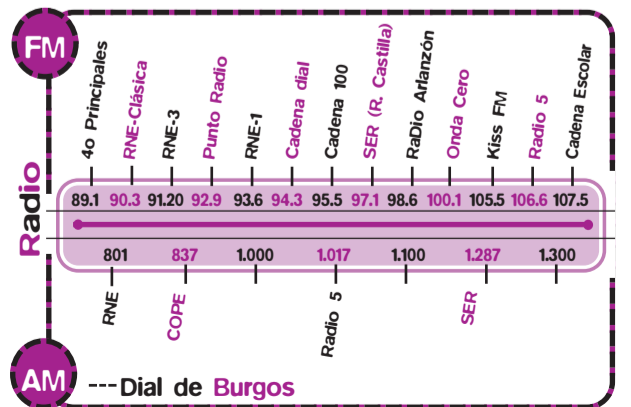 FM
4o Principales
RNE-Clásica
RNE-3
Punto Radio
RNE-1
Cadena dial
Cadena 100
SER (R. Castilla)
RaDio Arlanzón
Onda Cero
Kiss FM
Radio 5
Cadena Escolar
Radio
89.1 90.3 91.20 92.9 93.6 94.3 95.5 97.1 98.6 100.1 105.5 106.6 107.5
801 837 1.000 1.017 1.100 1.287 1.300
RNE
COPE
Radio 5
SER
AM
---Dial de Burgos